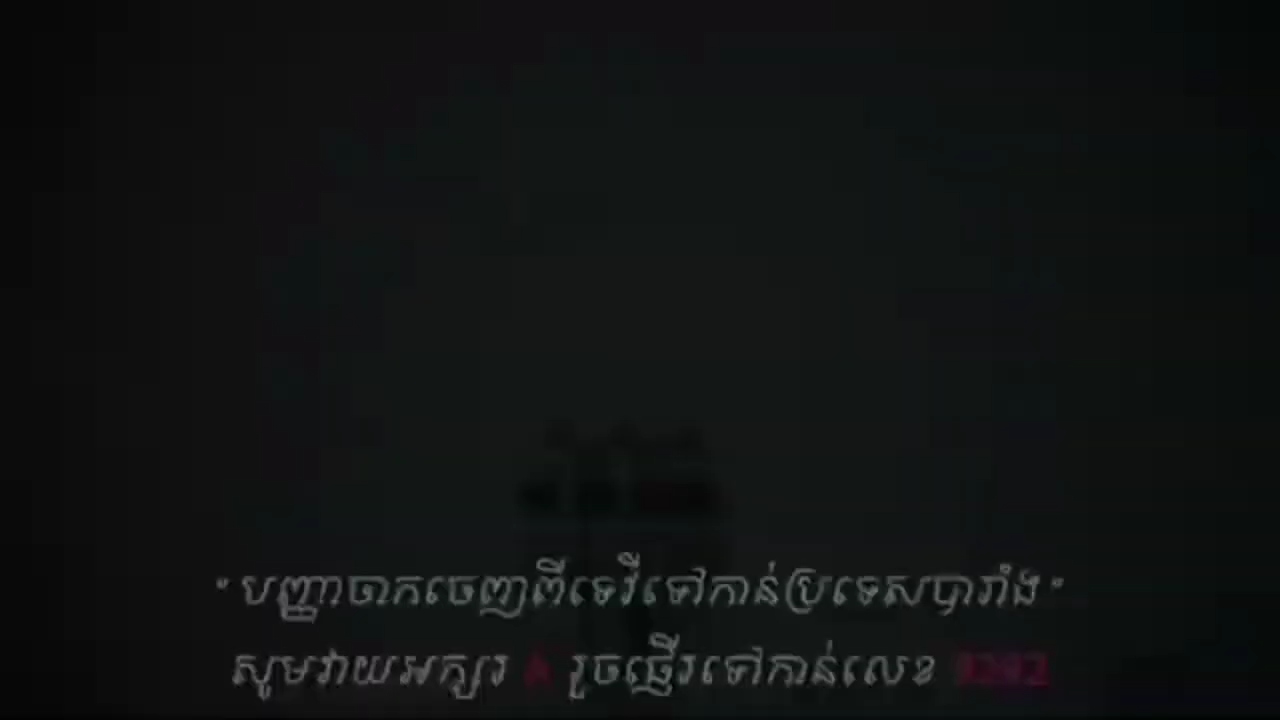 " បញ្ញាចាកចេញពីទេវីទៅកាន់ប្រទេសបារាំង "
សូមវាយអក្សរ A រួចផ្ញើរទៅកាន់លេខ